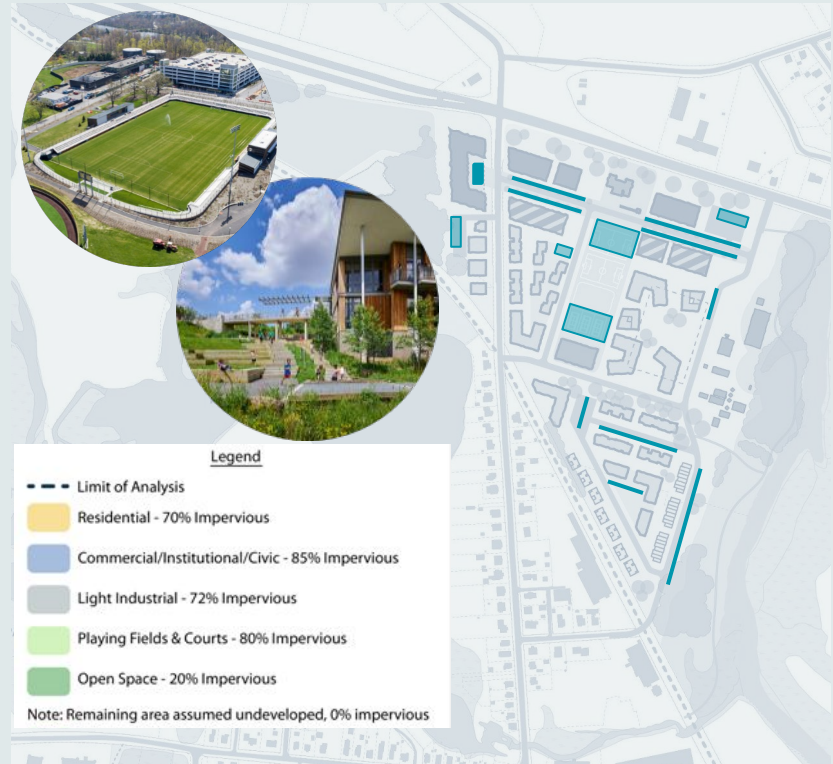 Legend
Limit of Analysis
Residential - 70% Impervious
Commercial/Institutional/Civic - 85% Impervious
Light Industrial - 72% Impervious
Playing Fields & Courts - 80% Impervious
Open Space - 20% Impervious
Note: Remaining area assumed undeveloped, 0% impervious